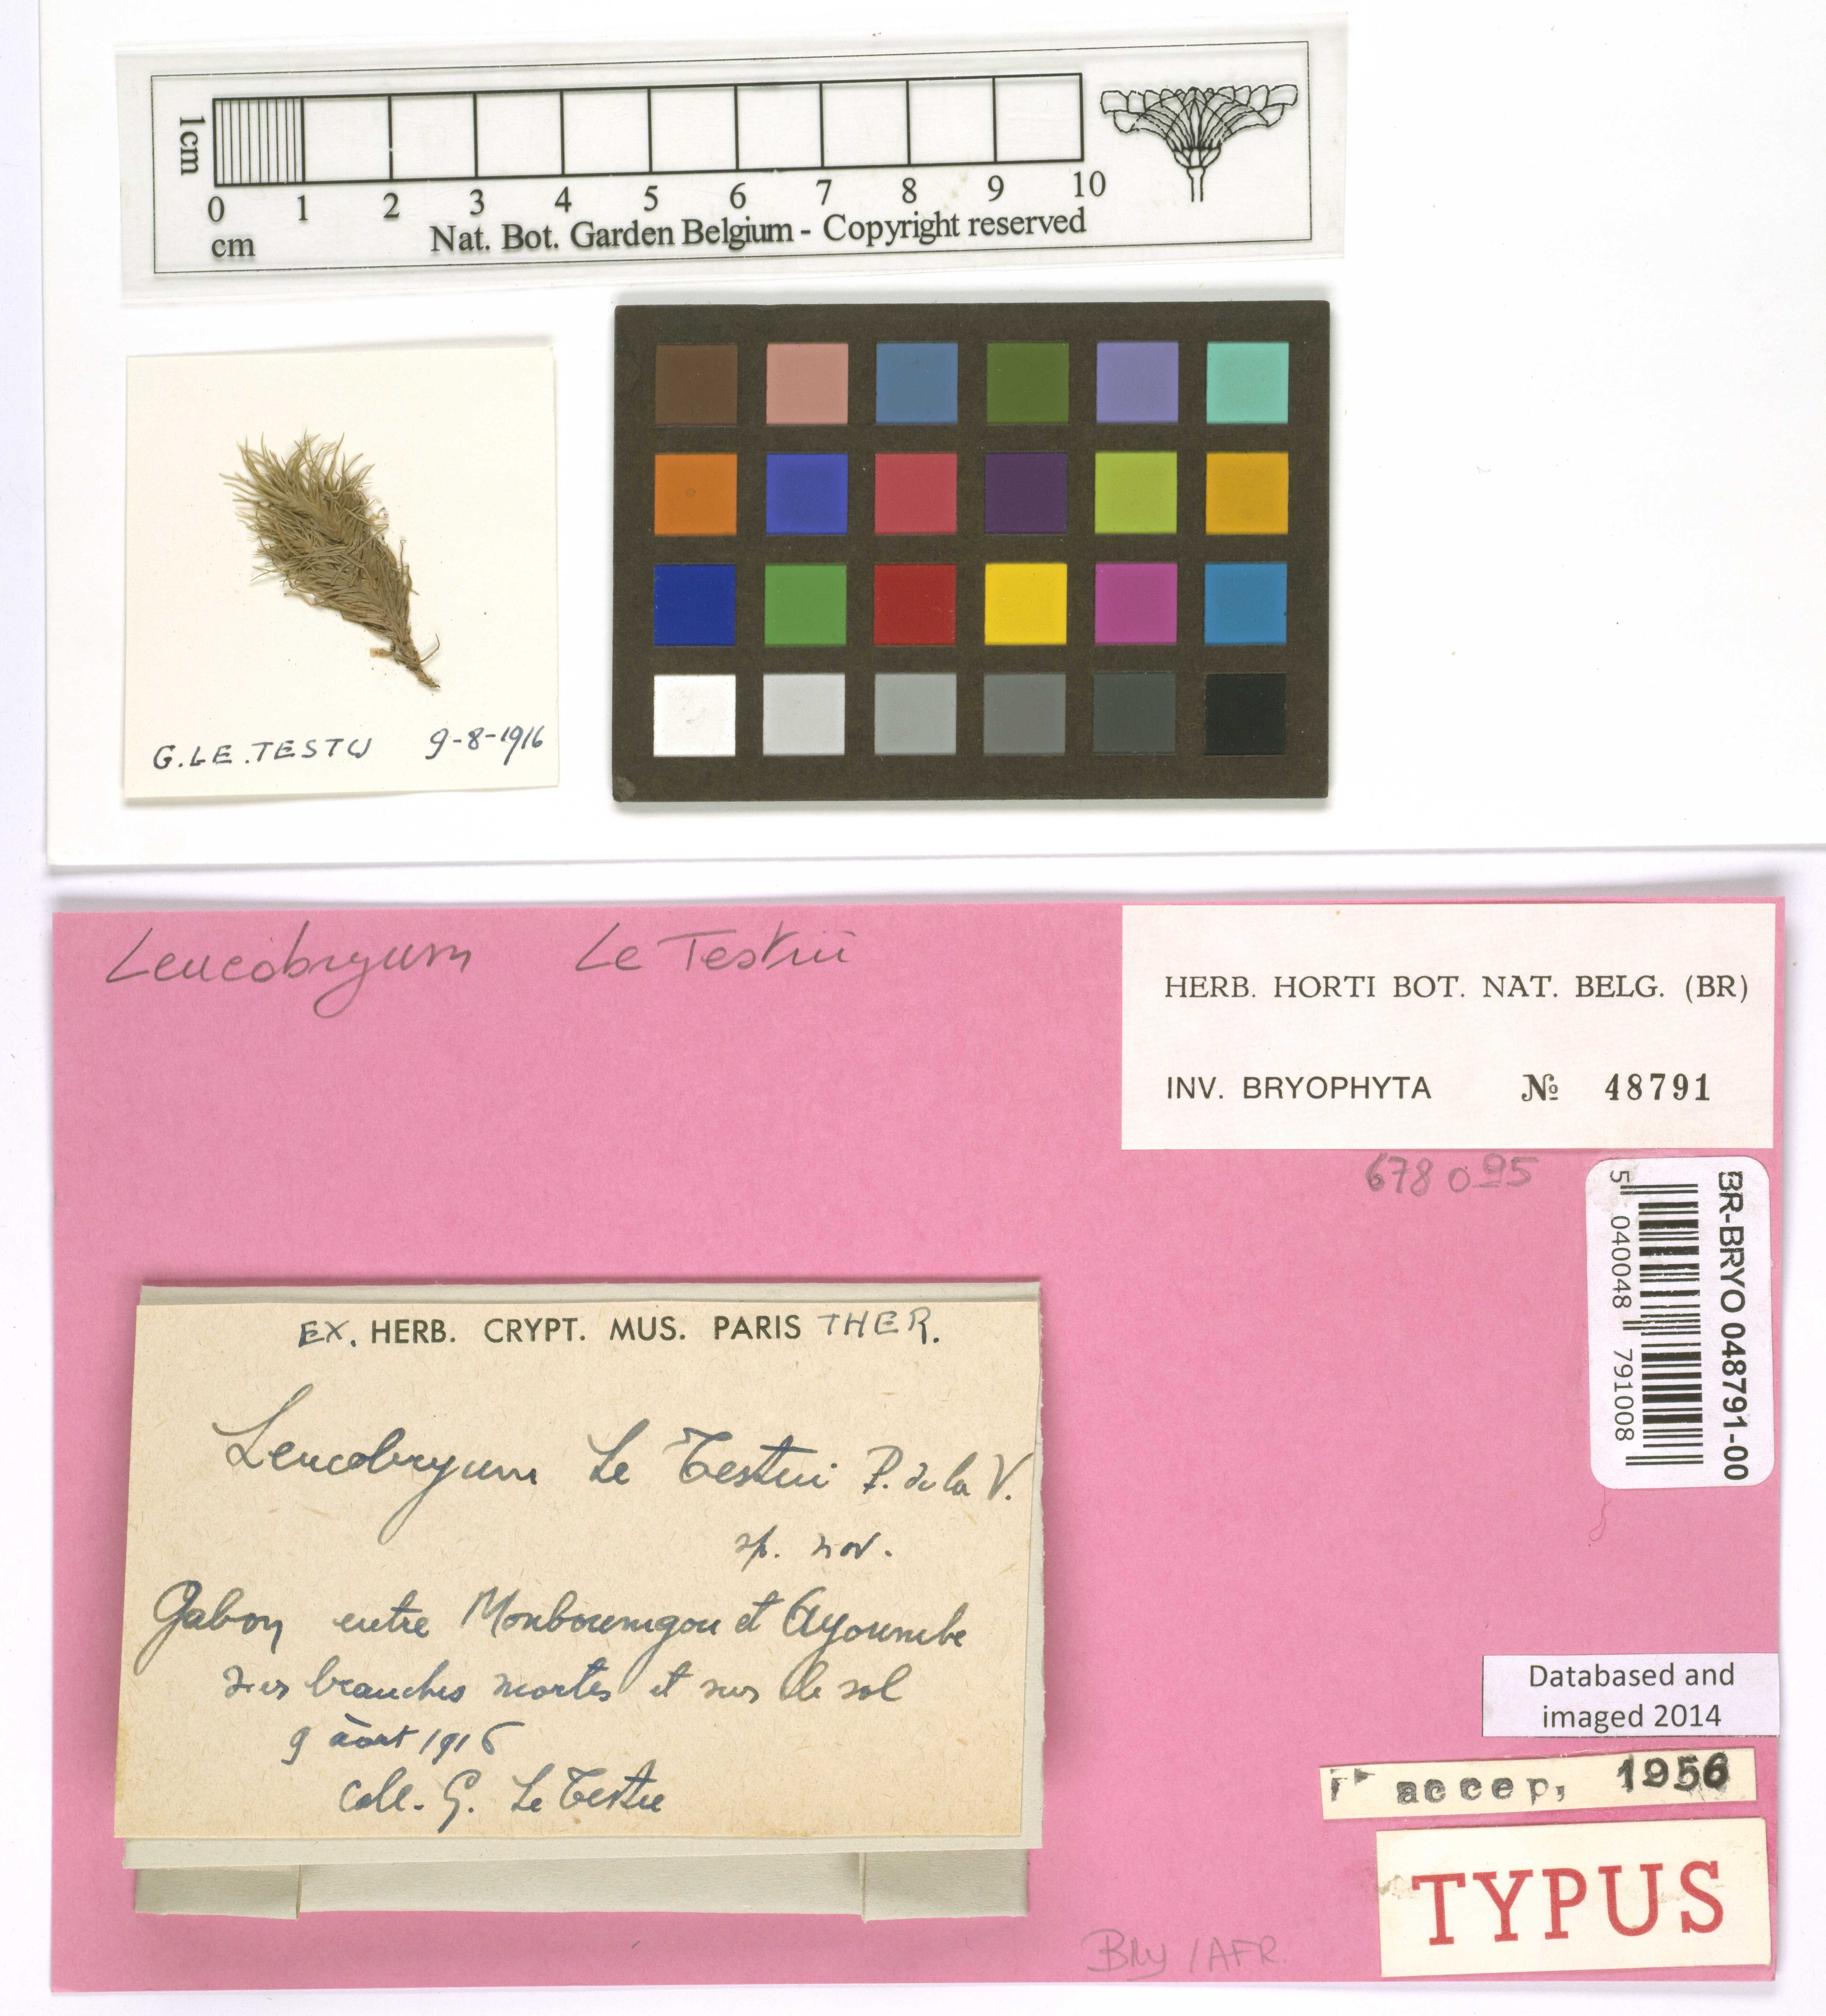 1cm
0 1 2 3 4 5 6 7 8 9 10
cm
Nat. Bot. Garden Belgium - Copyright reserved
G. LE. TESTU 9-8-1916
Leucobryum Le Testui
HERB. HORTI BOT. NAT. BELG. (BR)
INV. BRYOPHYTA № 48791
678095
BR-BRYO 048791-00
5 040048 791008
EX. HERB. CRYPT. MUS. PARIS THER.
Leucobryum Le Testui P. de la V.
sp. nov.
Gabon entre Monboumgou et Ayoumbe
sur branches mortes et sur le sol
9 août 1916
coll. G. Le Testu
Databased and
imaged 2014
accep, 1956
TYPUS
Bry / AFR.